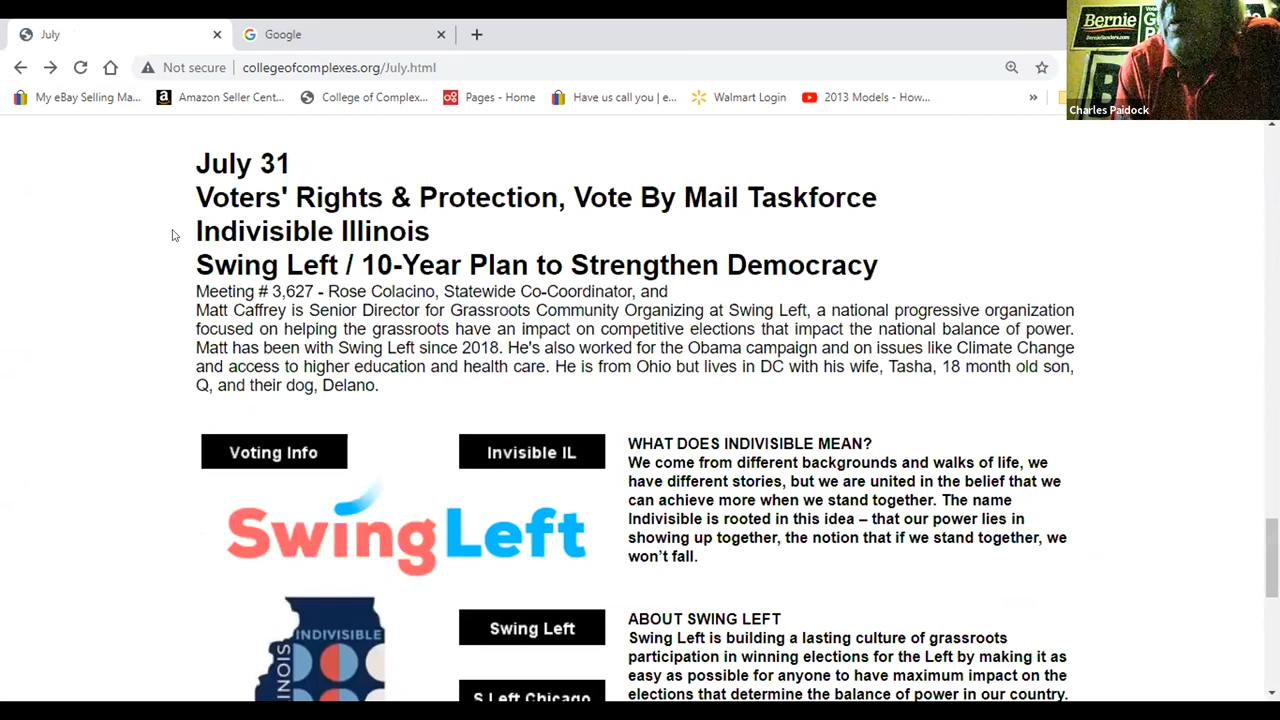 July
Google
Not secure
collegeofcomplexes.org/July.html
My eBay Selling Ma...
Amazon Seller Cent...
College of Complex...
Pages - Home
Have us call you | e...
Walmart Login
2013 Models - How...
»
Bernie
BernieSanders.com
Charles Paidock
July 31
Voters' Rights & Protection, Vote By Mail Taskforce
Indivisible Illinois
Swing Left / 10-Year Plan to Strengthen Democracy
Meeting # 3,627 - Rose Colacino, Statewide Co-Coordinator, and
Matt Caffrey is Senior Director for Grassroots Community Organizing at Swing Left, a national progressive organization
focused on helping the grassroots have an impact on competitive elections that impact the national balance of power.
Matt has been with Swing Left since 2018. He's also worked for the Obama campaign and on issues like Climate Change
and access to higher education and health care. He is from Ohio but lives in DC with his wife, Tasha, 18 month old son,
Q, and their dog, Delano.
Voting Info
Invisible IL
SwingLeft
INDIVISIBLE
Swing Left
S Left Chicago
WHAT DOES INDIVISIBLE MEAN?
We come from different backgrounds and walks of life, we
have different stories, but we are united in the belief that we
can achieve more when we stand together. The name
Indivisible is rooted in this idea – that our power lies in
showing up together, the notion that if we stand together, we
won't fall.
ABOUT SWING LEFT
Swing Left is building a lasting culture of grassroots
participation in winning elections for the Left by making it as
easy as possible for anyone to have maximum impact on the
elections that determine the balance of power in our country.